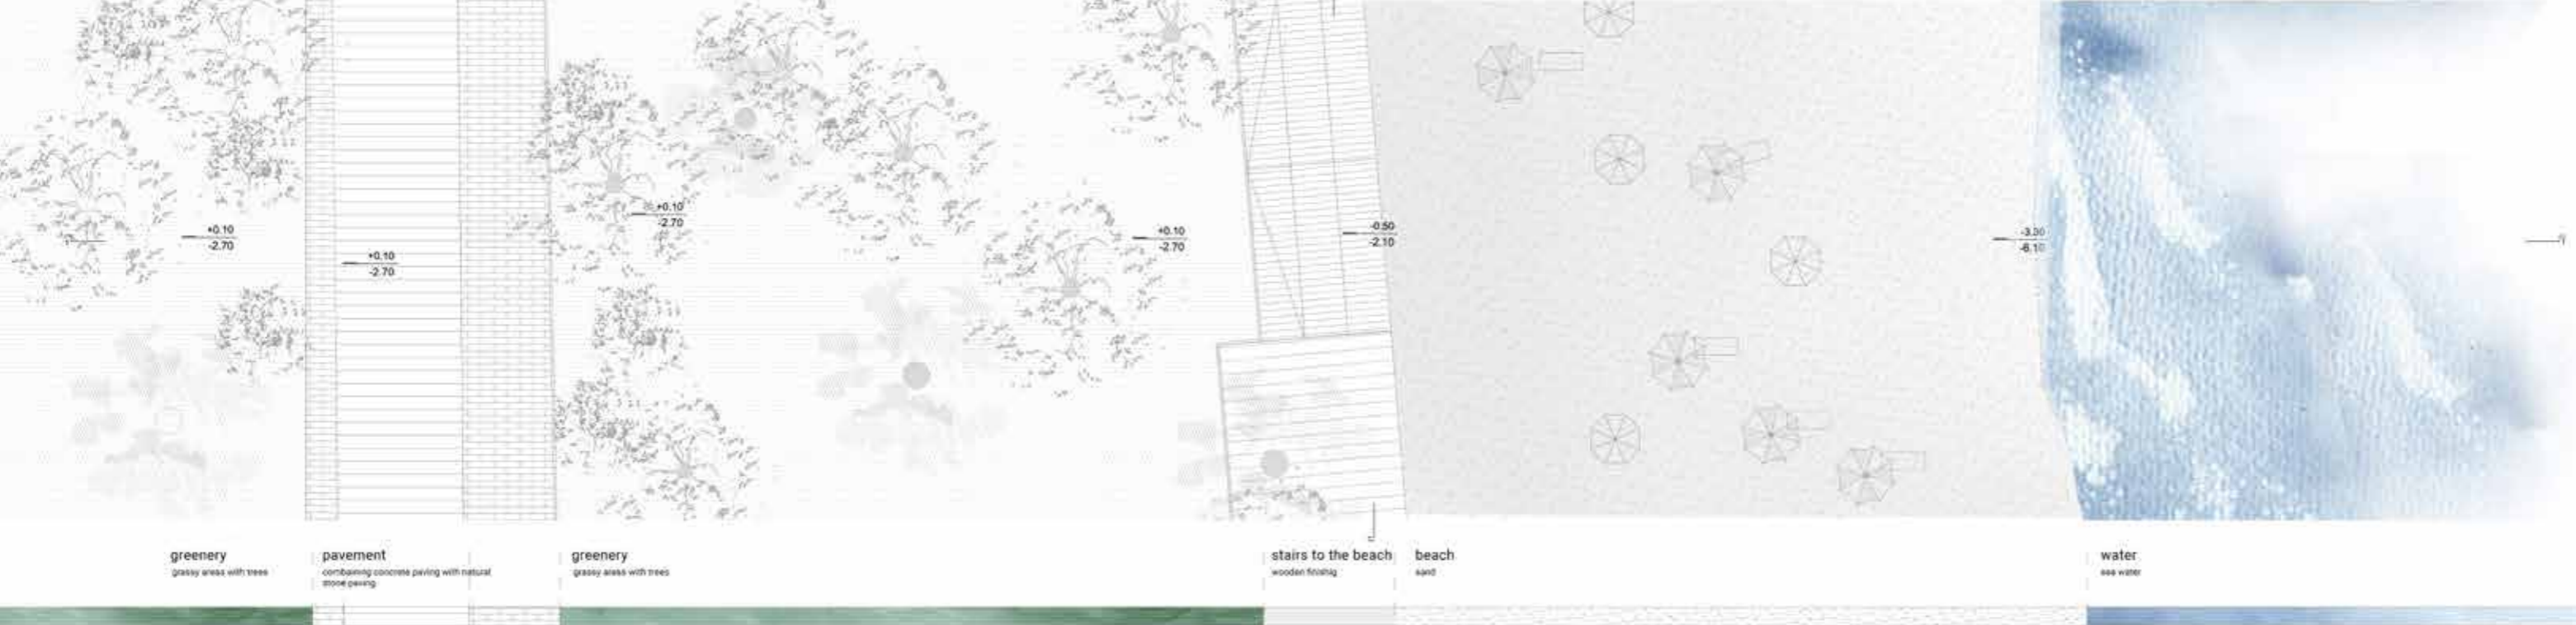 +0.10
-2.70
+0.10
-2.70
+0.10
-2.70
+0.10
-2.70
-0.50
-2.10
-3.00
-6.10
greenery
grassy areas with trees
pavement
combaining concrete paving with natural
stone paving
greenery
grassy areas with trees
stairs to the beach
wooden finishig
beach
sand
water
sea water